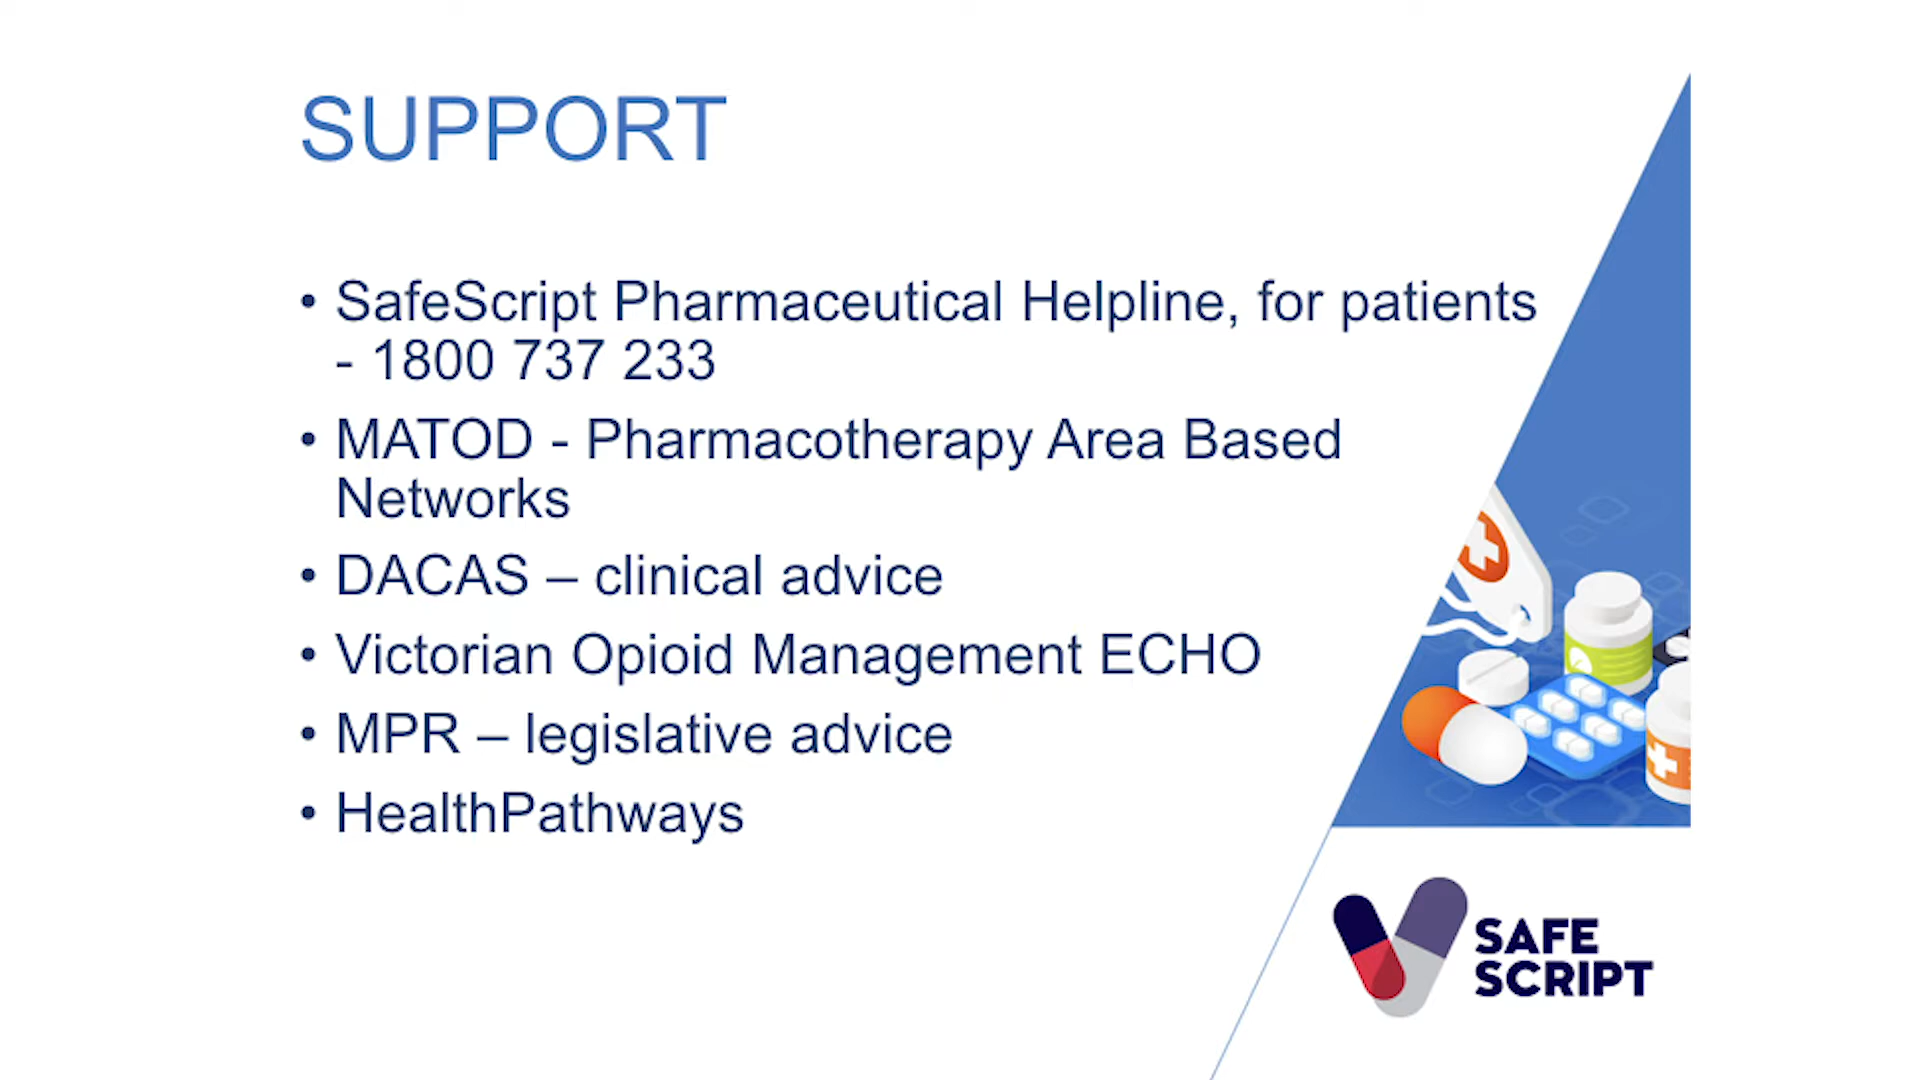 SUPPORT
• SafeScript Pharmaceutical Helpline, for patients
- 1800 737 233
• MATOD - Pharmacotherapy Area Based
Networks
• DACAS – clinical advice
• Victorian Opioid Management ECHO
• MPR – legislative advice
• HealthPathways
SAFE
SCRIPT